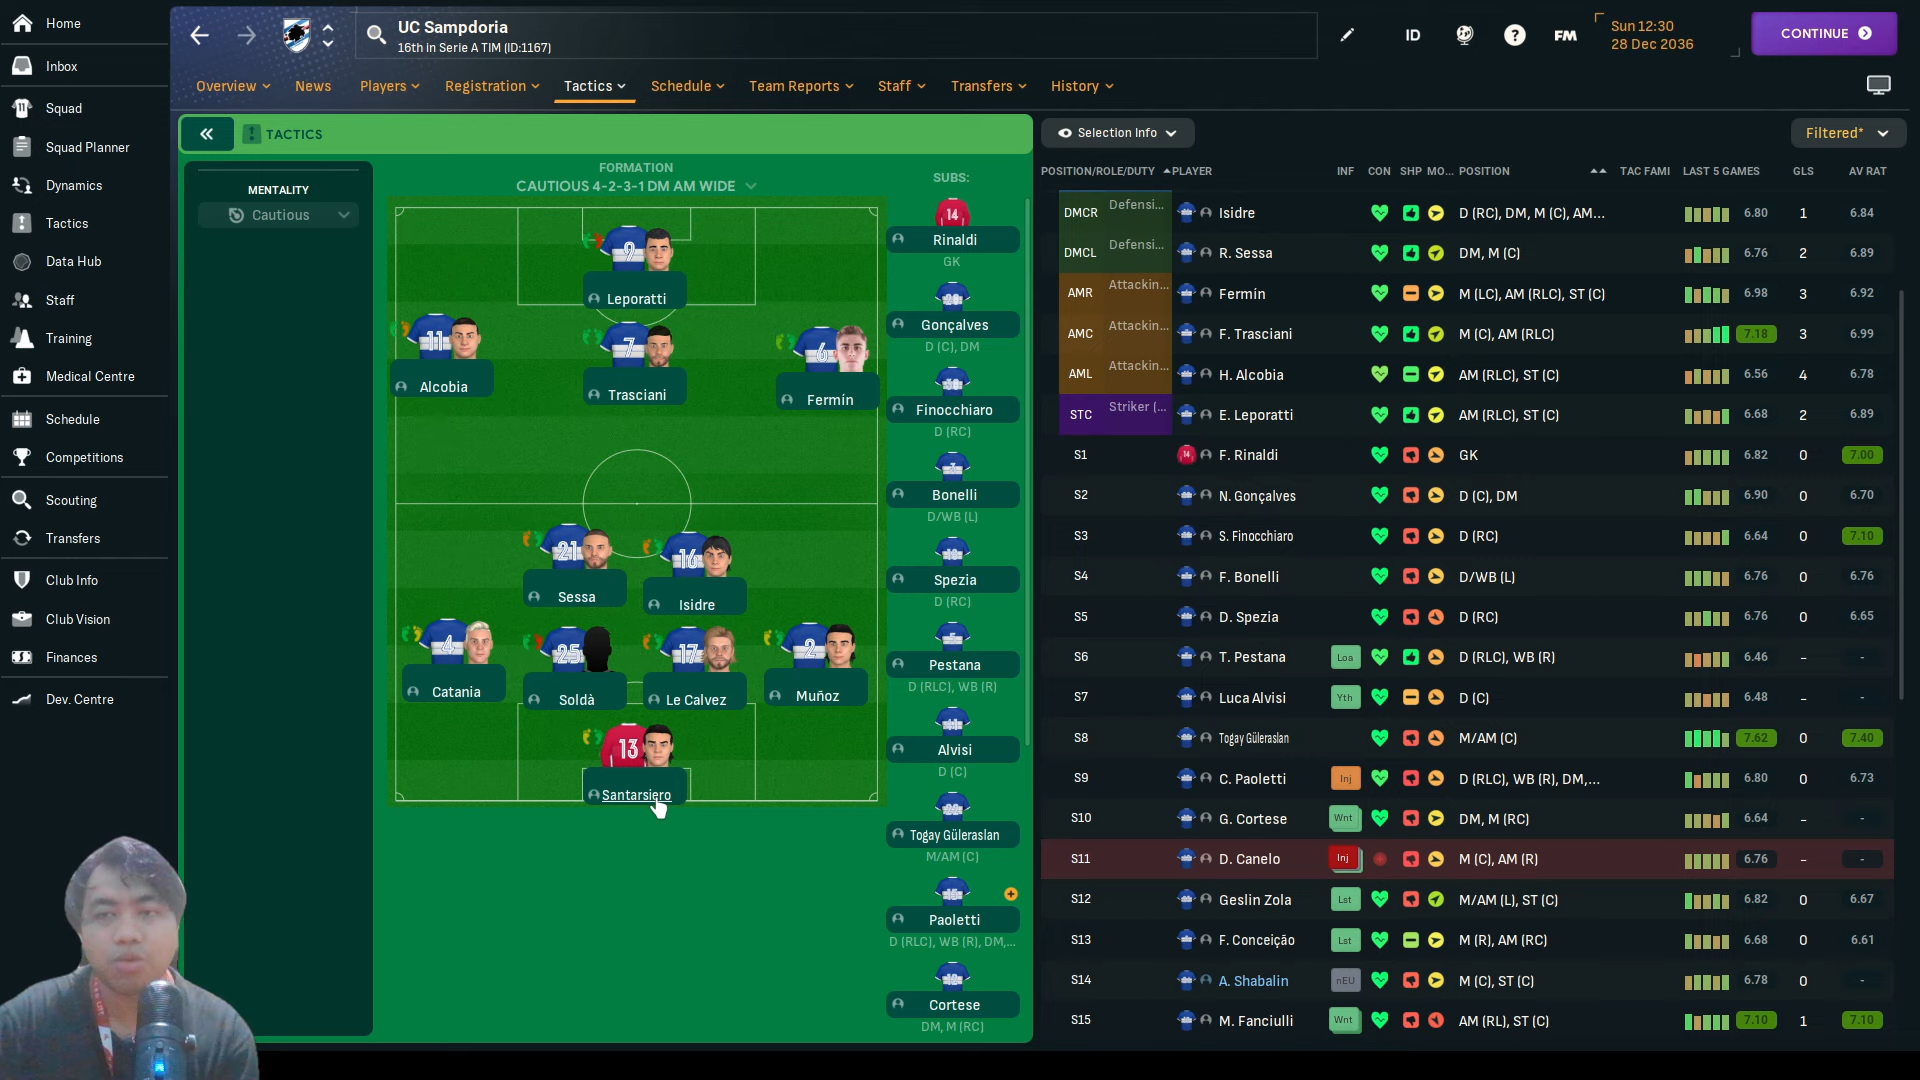 Home
Inbox
Squad
Squad Planner
Dynamics
Tactics
Data Hub
Staff
Training
Medical Centre
Schedule
Competitions
Scouting
Transfers
Club Info
Club Vision
Finances
Dev. Centre
UC Sampdoria
16th in Serie A TIM (ID:1167)
ID
?
FM
Sun 12:30
28 Dec 2036
CONTINUE
Overview
News
Players
Registration
Tactics
Schedule
Team Reports
Staff
Transfers
History
TACTICS
MENTALITY
Cautious
FORMATION
CAUTIOUS 4-2-3-1 DM AM WIDE
9
Leporatti
11
Alcobia
7
Trasciani
6
Fermín
21
Sessa
16
Isidre
4
Catania
25
Soldà
17
Le Calvez
2
Muñoz
13
Santarsiero
SUBS:
14
Rinaldi
GK
Gonçalves
D (C), DM
Finocchiaro
D (RC)
Bonelli
D/WB (L)
Spezia
D (RC)
Pestana
D (RLC), WB (R)
Alvisi
D (C)
Togay Güleraslan
M/AM (C)
Paoletti
D (RLC), WB (R), DM,...
Cortese
DM, M (RC)
Selection Info
Filtered*
POSITION/ROLE/DUTY PLAYER INF CON SHP MO... POSITION TAC FAMI LAST 5 GAMES GLS AV RAT
DMCR Defensi... Isidre D (RC), DM, M (C), AM... 6.80 1 6.84
DMCL Defensi... R. Sessa DM, M (C) 6.76 2 6.89
AMR Attackin... Fermín M (LC), AM (RLC), ST (C) 6.98 3 6.92
AMC Attackin... F. Trasciani M (C), AM (RLC) 7.18 3 6.99
AML Attackin... H. Alcobia AM (RLC), ST (C) 6.56 4 6.78
STC Striker (... E. Leporatti AM (RLC), ST (C) 6.68 2 6.89
S1 14 F. Rinaldi GK 6.82 0 7.00
S2 N. Gonçalves D (C), DM 6.90 0 6.70
S3 S. Finocchiaro D (RC) 6.64 0 7.10
S4 F. Bonelli D/WB (L) 6.76 0 6.76
S5 D. Spezia D (RC) 6.76 0 6.65
S6 T. Pestana Loa D (RLC), WB (R) 6.46 - -
S7 Luca Alvisi Yth D (C) 6.48 - -
S8 Togay Güleraslan M/AM (C) 7.62 0 7.40
S9 C. Paoletti Inj D (RLC), WB (R), DM,... 6.80 0 6.73
S10 G. Cortese Wnt DM, M (RC) 6.64 - -
S11 D. Canelo Inj M (C), AM (R) 6.76 - -
S12 Geslin Zola Lst M/AM (L), ST (C) 6.82 0 6.67
S13 F. Conceição Lst M (R), AM (RC) 6.68 0 6.61
S14 A. Shabalin nEU M (C), ST (C) 6.78 0 -
S15 M. Fanciulli Wnt AM (RL), ST (C) 7.10 1 7.10